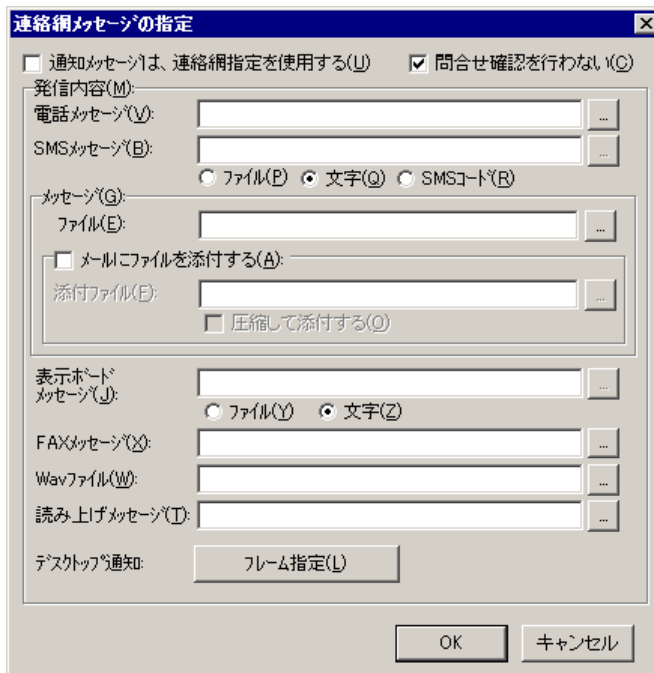 連絡網ﾒｯｾｰｼﾞの指定
通知ﾒｯｾｰｼﾞは、連絡網指定を使用する(U)
問合せ確認を行わない(C)
発信内容(M):
電話ﾒｯｾｰｼﾞ(V):
...
SMSﾒｯｾｰｼﾞ(B):
...
ﾌｧｲﾙ(P) 文字(Q) SMSｺｰﾄﾞ(R)
ﾒｯｾｰｼﾞ(G):
ﾌｧｲﾙ(E):
...
ﾒｰﾙにﾌｧｲﾙを添付する(A):
添付ﾌｧｲﾙ(F):
...
圧縮して添付する(O)
表示ﾎﾞｰﾄﾞ
ﾒｯｾｰｼﾞ(J):
...
ﾌｧｲﾙ(Y) 文字(Z)
FAXﾒｯｾｰｼﾞ(X):
...
Wavﾌｧｲﾙ(W):
...
読み上げﾒｯｾｰｼﾞ(T):
...
ﾃﾞｽｸﾄｯﾌﾟ通知:
ﾌﾚｰﾑ指定(L)
OK
キャンセル